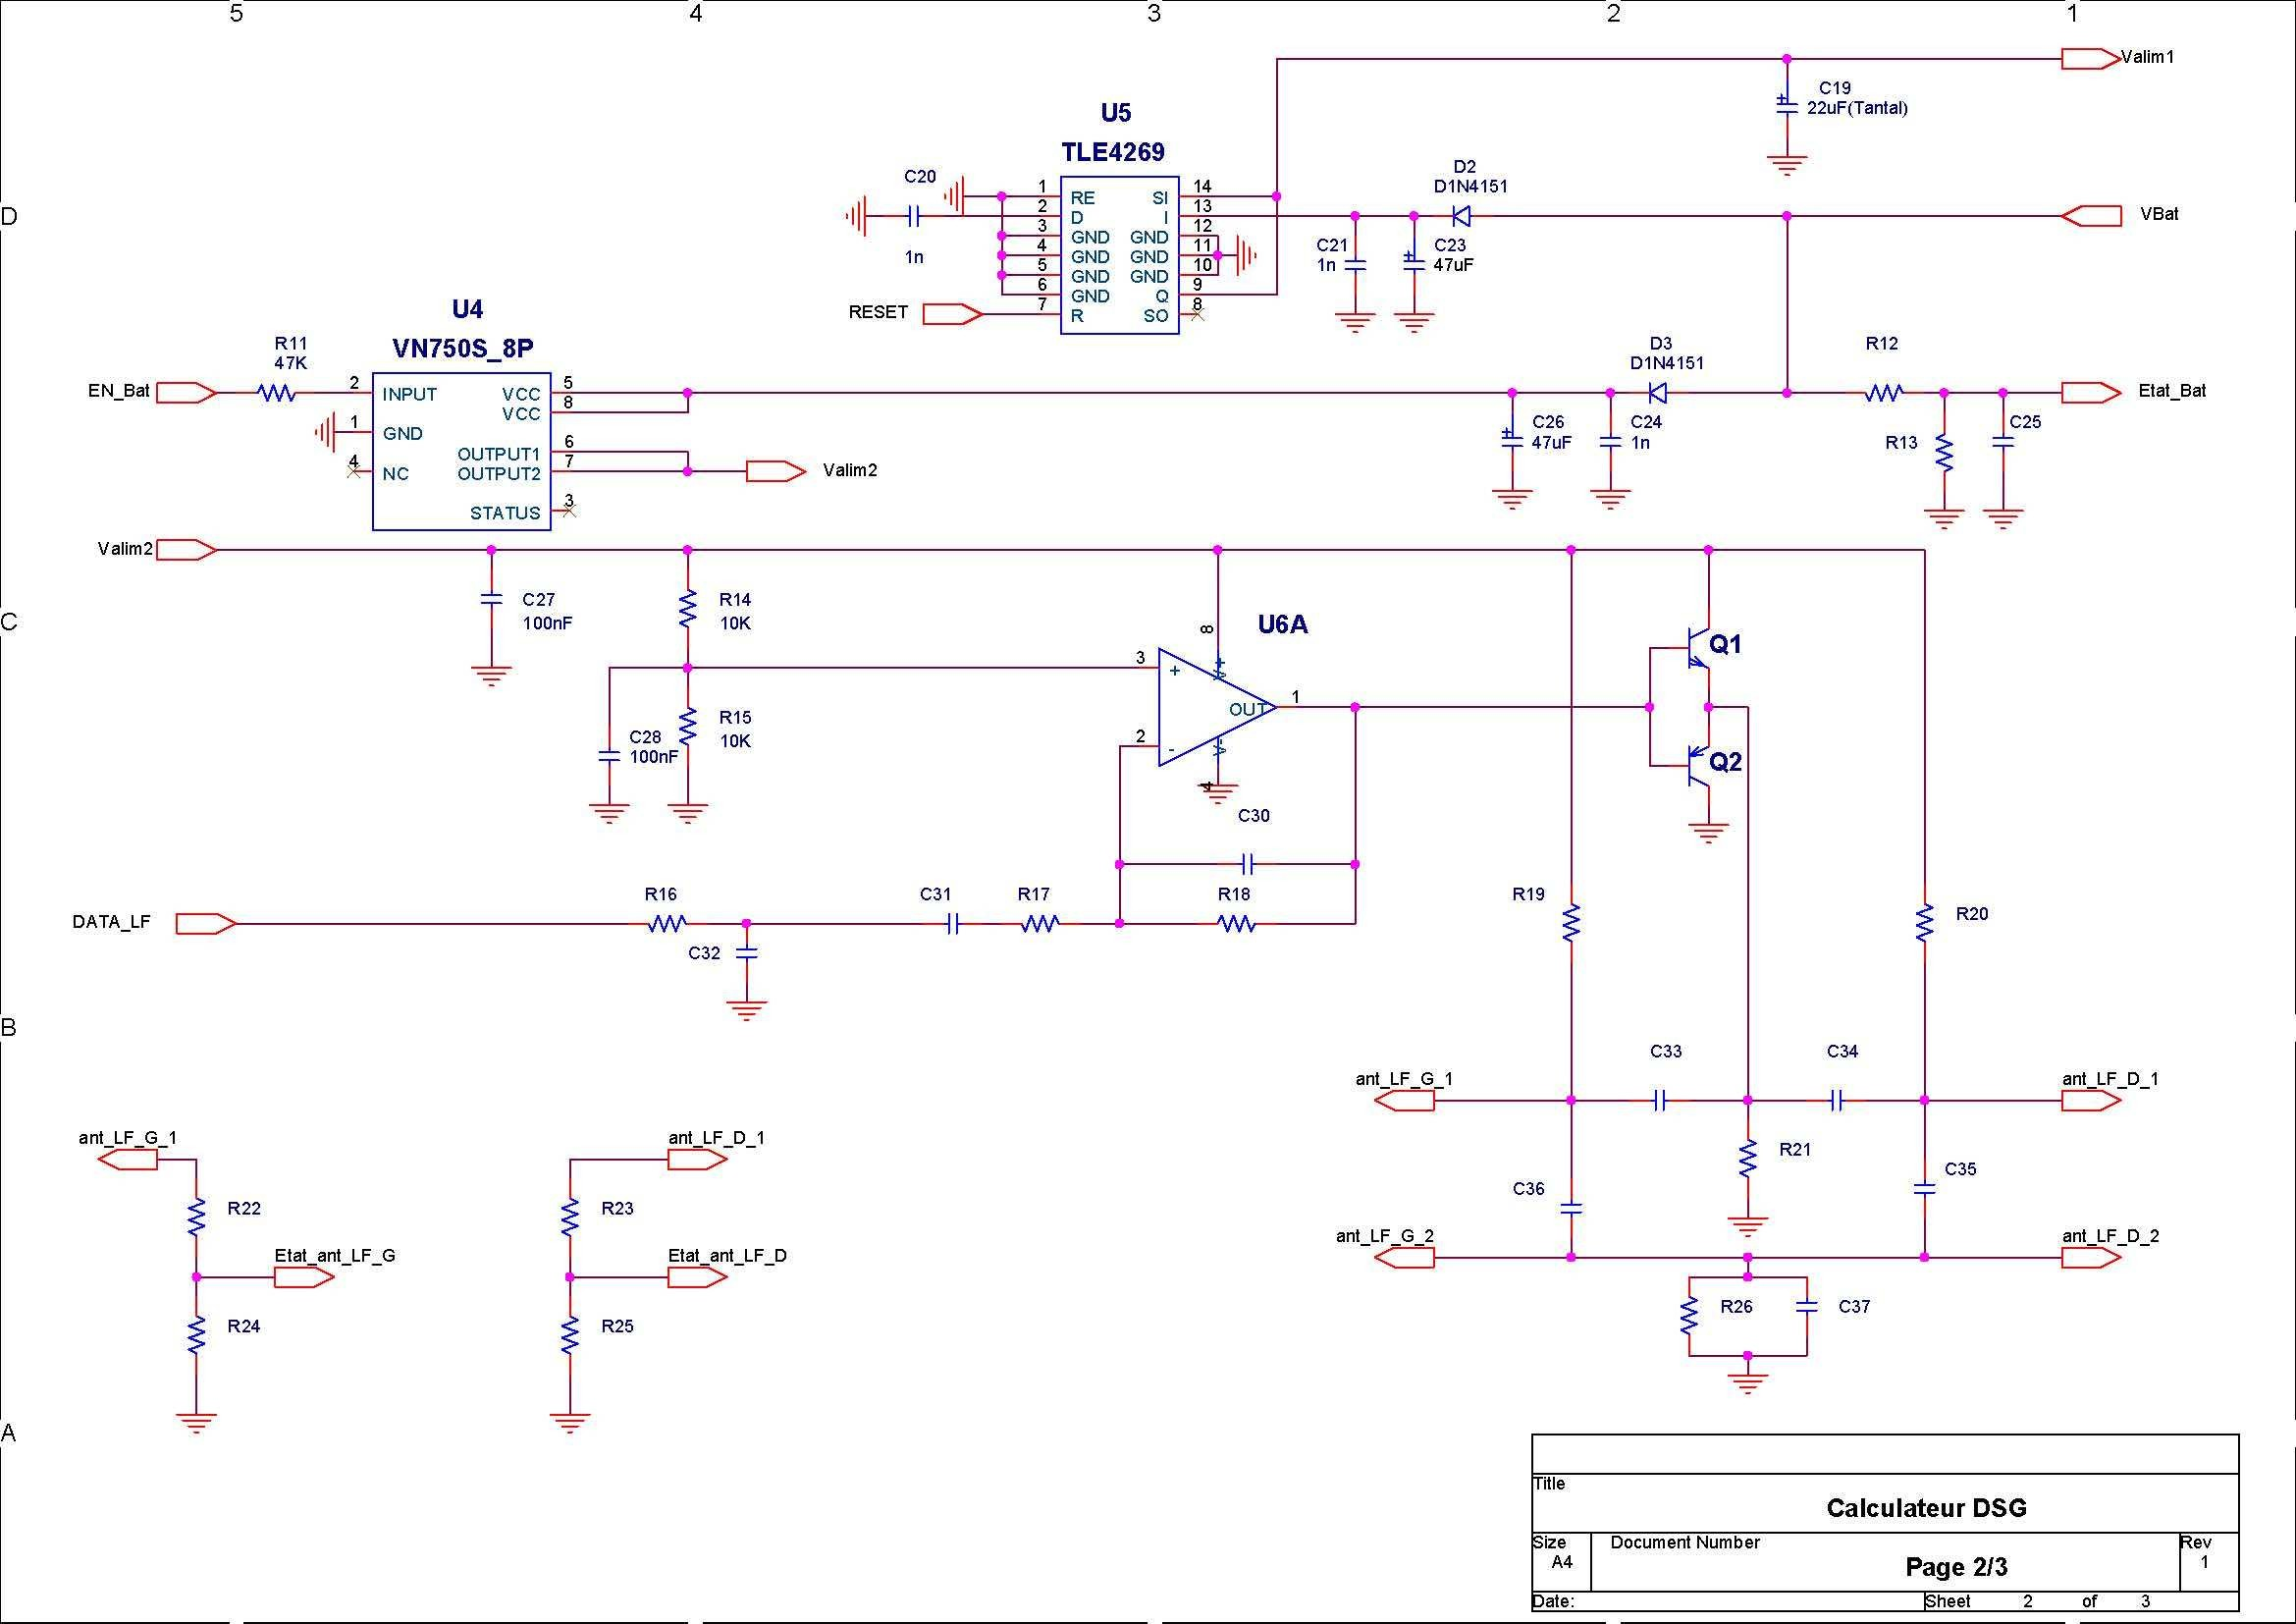 5 4 3 2 1
Valim1
C19
22uF(Tantal)
U5
TLE4269
D2
D1N4151
C20
1n
1 RE SI 14
2 D I 13
3 GND GND 12
4 GND GND 11
5 GND GND 10
6 GND Q 9
7 R SO 8
RESET
D
VBat
C21
1n
C23
47uF
U4
VN750S_8P
R11
47K
EN_Bat
2 INPUT VCC 5
VCC 8
1 GND
OUTPUT1 6
4 NC OUTPUT2 7
STATUS 3
Valim2
D3
D1N4151
R12
Etat_Bat
C26
47uF
C24
1n
R13
C25
Valim2
C
C27
100nF
R14
10K
R15
10K
C28
100nF
U6A
8
3 +
V+
OUT 1
2 -
V-
4
Q1
Q2
C30
DATA_LF
R16
C32
C31
R17
R18
R19
R20
B
C33
C34
ant_LF_G_1
ant_LF_D_1
R21
C36
C35
ant_LF_G_2
ant_LF_D_2
R26
C37
ant_LF_G_1
R22
Etat_ant_LF_G
R24
ant_LF_D_1
R23
Etat_ant_LF_D
R25
A
Title
Calculateur DSG
Size
A4
Document Number
Page 2/3
Rev
1
Date:
Sheet 2 of 3